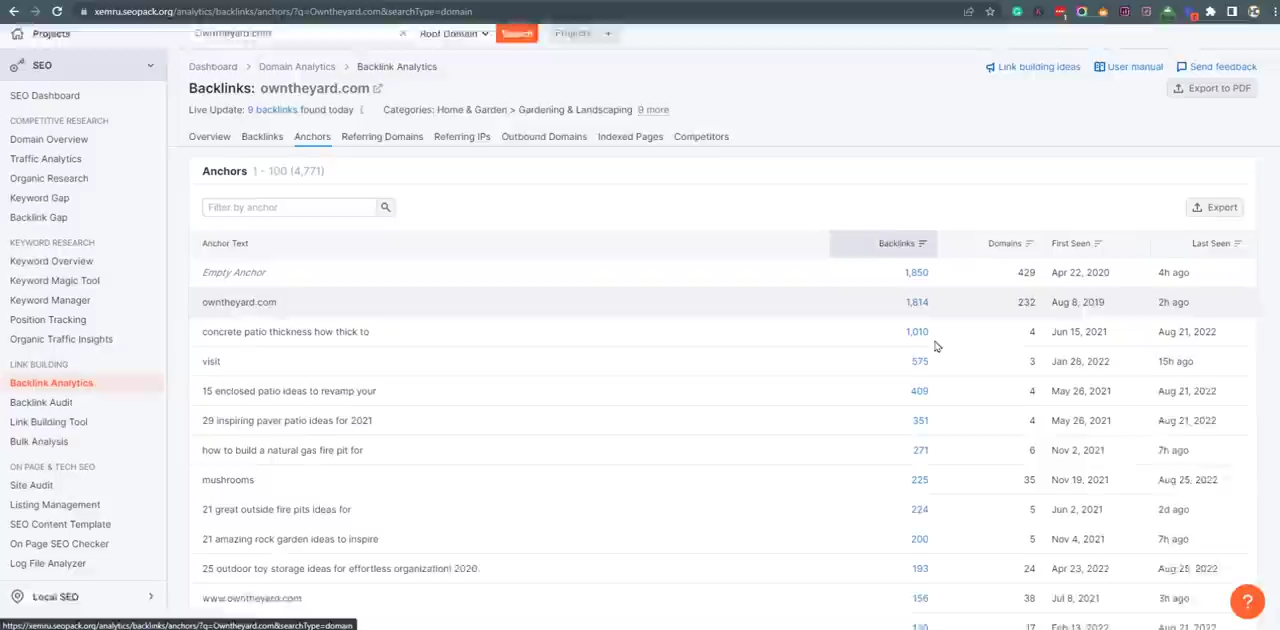 xemru.seopack.org/analytics/backlinks/anchors/?q=Owntheyard.com&searchType=domain
Projects
Owntheyard.com
Root Domain
Search
Projects +
SEO
Dashboard > Domain Analytics > Backlink Analytics
Link building ideas
User manual
Send feedback
Backlinks: owntheyard.com
Export to PDF
Live Update: 9 backlinks found today
Categories: Home & Garden > Gardening & Landscaping 9 more
Overview
Backlinks
Anchors
Referring Domains
Referring IPs
Outbound Domains
Indexed Pages
Competitors
SEO Dashboard
COMPETITIVE RESEARCH
Domain Overview
Traffic Analytics
Organic Research
Keyword Gap
Backlink Gap
KEYWORD RESEARCH
Keyword Overview
Keyword Magic Tool
Keyword Manager
Position Tracking
Organic Traffic Insights
LINK BUILDING
Backlink Analytics
Backlink Audit
Link Building Tool
Bulk Analysis
ON PAGE & TECH SEO
Site Audit
Listing Management
SEO Content Template
On Page SEO Checker
Log File Analyzer
Local SEO
Anchors 1 - 100 (4,771)
Filter by anchor
Export
Anchor Text Backlinks Domains First Seen Last Seen
Empty Anchor 1,850 429 Apr 22, 2020 4h ago
owntheyard.com 1,814 232 Aug 8, 2019 2h ago
concrete patio thickness how thick to 1,010 4 Jun 15, 2021 Aug 21, 2022
visit 575 3 Jan 28, 2022 15h ago
15 enclosed patio ideas to revamp your 409 4 May 26, 2021 Aug 21, 2022
29 inspiring paver patio ideas for 2021 351 4 May 26, 2021 Aug 21, 2022
how to build a natural gas fire pit for 271 6 Nov 2, 2021 7h ago
mushrooms 225 35 Nov 19, 2021 Aug 25, 2022
21 great outside fire pits ideas for 224 5 Jun 2, 2021 2d ago
21 amazing rock garden ideas to inspire 200 5 Nov 4, 2021 7h ago
25 outdoor toy storage ideas for effortless organization! 2020. 193 24 Apr 23, 2022 Aug 25, 2022
www.owntheyard.com 156 38 Jul 8, 2021 3h ago
17 Feb 13, 2022 Aug 21, 2022
https://xemru.seopack.org/analytics/backlinks/anchors/?q=Owntheyard.com&searchType=domain
?